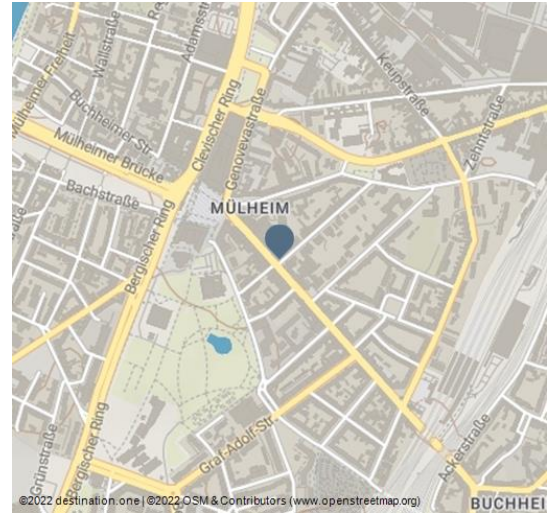 Mülheimer Freiheit
Wallstraße
Re
Adamsstr
Clevischer Ring
Keupstraße
Buchheimer Str
Mülheimer Brücke
Genovevastraße
Zehntstraße
Bachstraße
MÜLHEIM
Bergischer Ring
Graf-Adolf-Str.
Ackerstraße
Grünstraße
Bergischer Ring
BUCHHEI
©2022 destination.one | ©2022 OSM & Contributors (www.openstreetmap.org)